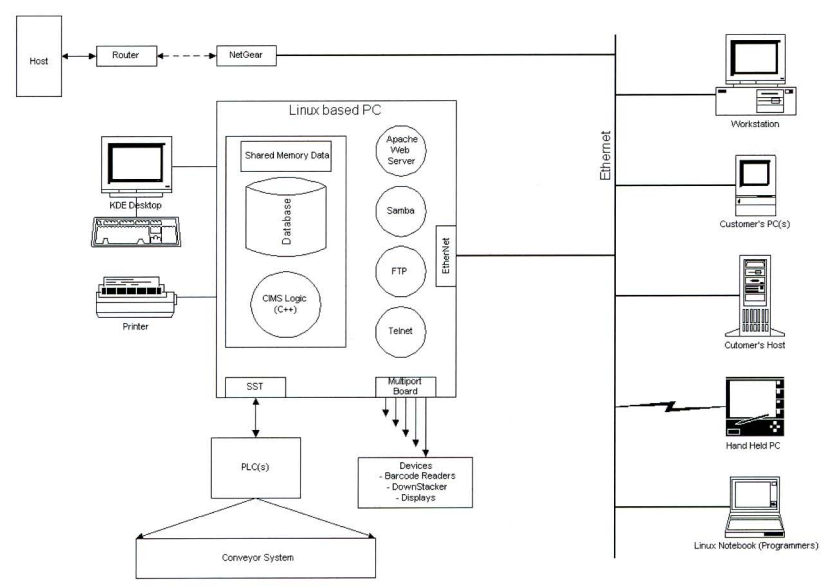 Host
Router
NetGear
Linux based PC
Shared Memory Data
Database
CIMS Logic
(C++)
Apache
Web
Server
Samba
FTP
Telnet
EtherNet
SST
Multiport
Board
KDE Desktop
Printer
PLC(s)
Devices
- Barcode Readers
- DownStacker
- Displays
Conveyor System
Ethernet
Workstation
Customer's PC(s)
Cutomer's Host
Hand Held PC
Linux Notebook (Programmers)